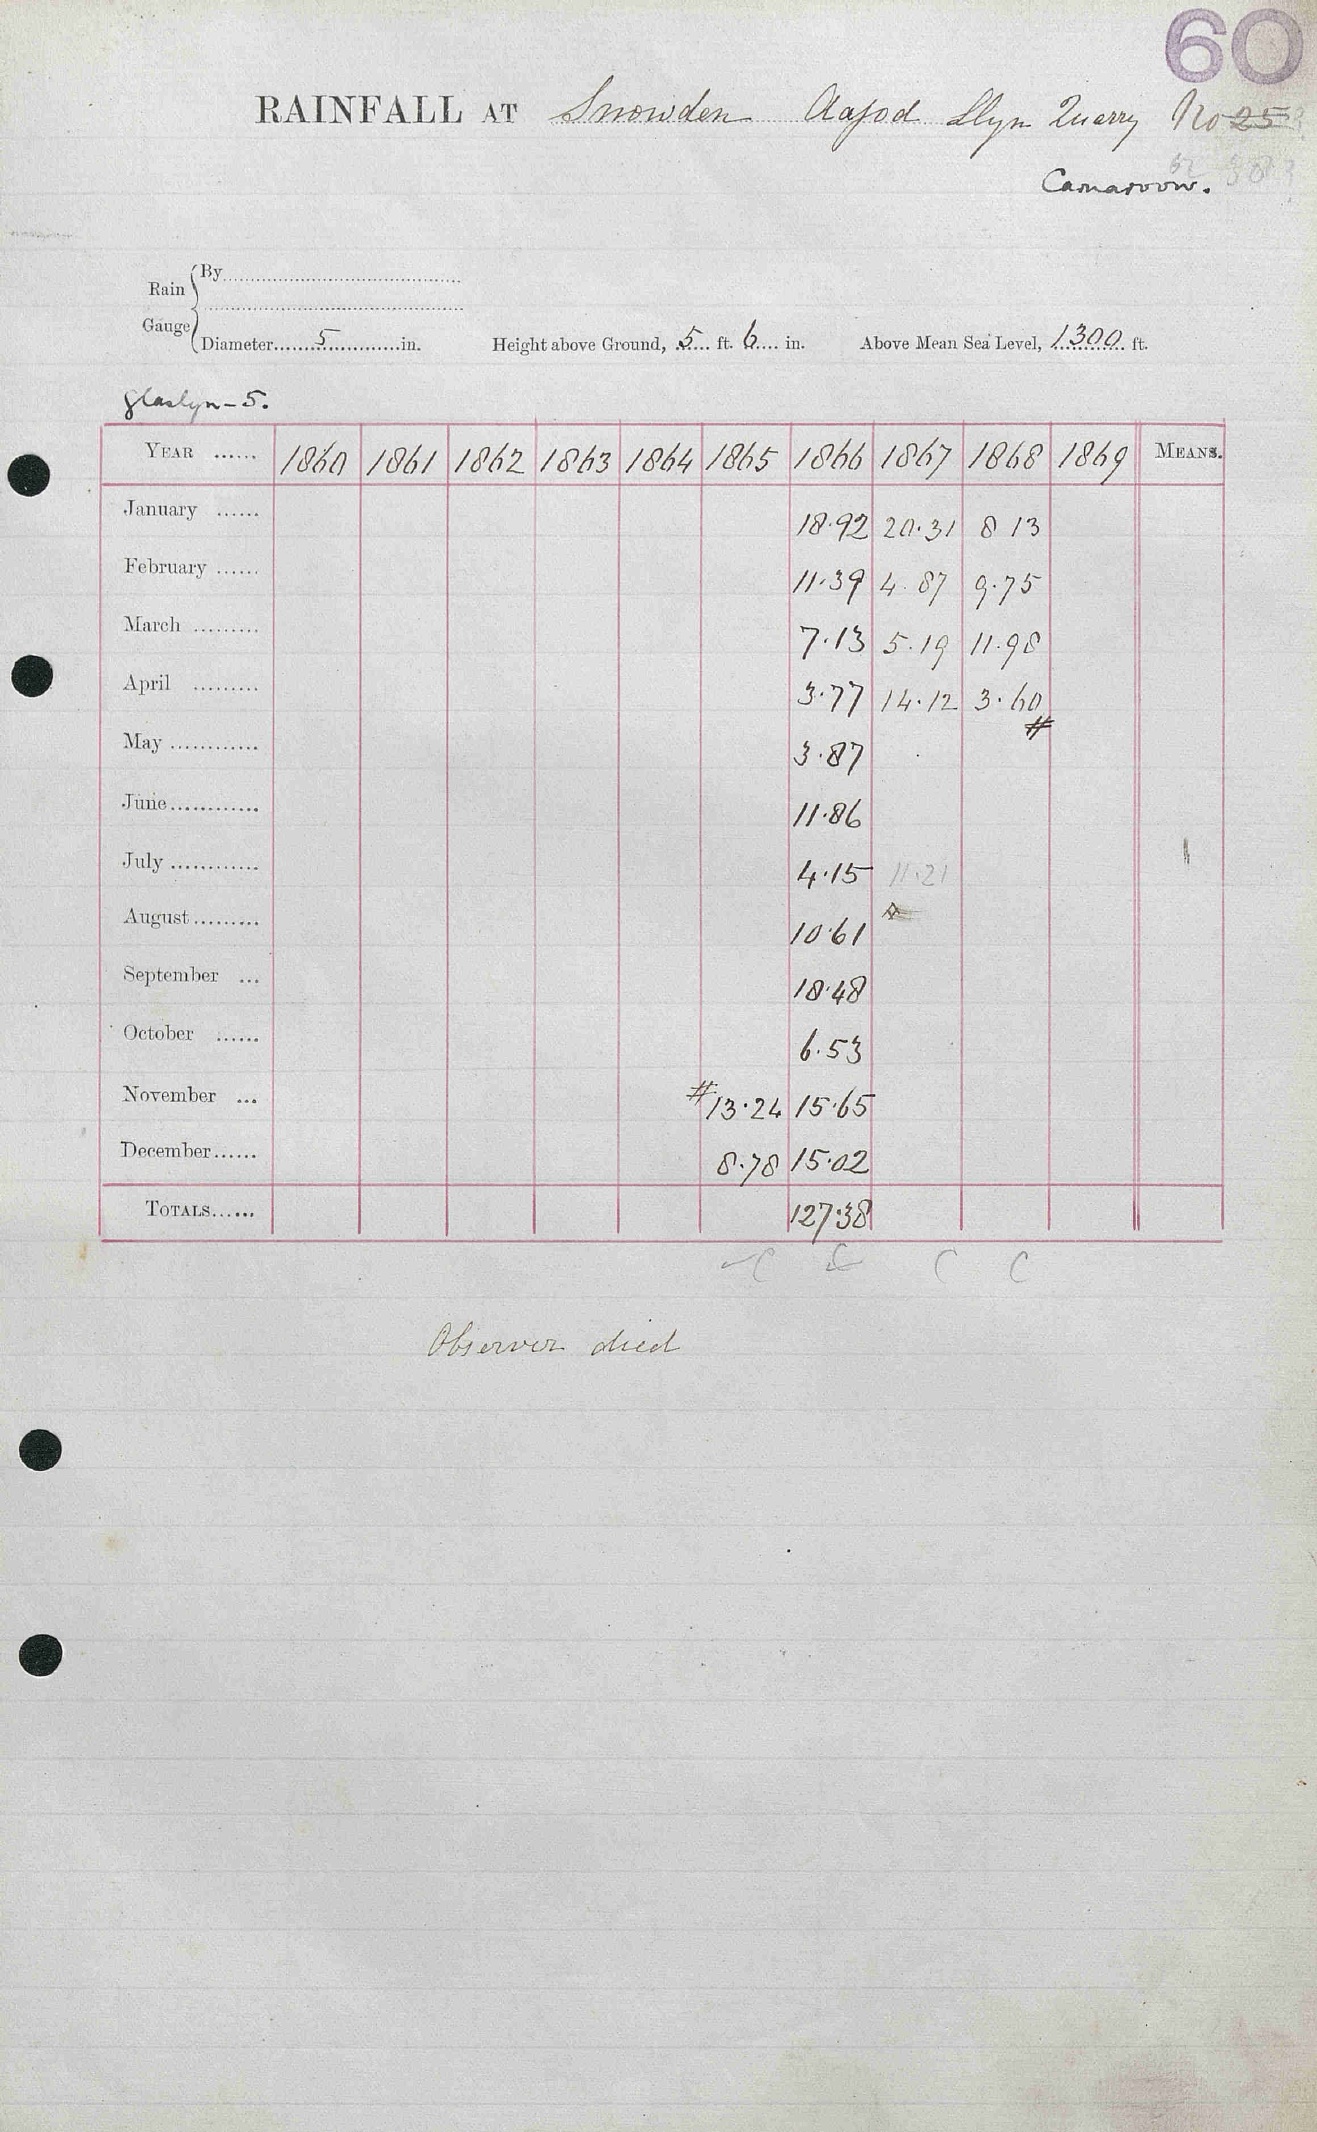 60
RAINFALL AT Snowden Aafod Llyn Quarry No 25
Carnarvon.
Rain Gauge { By
Diameter 5 in. Height above Ground, 5 ft. 6 in. Above Mean Sea Level, 1300 ft.
Glaslyn – 5.
YEAR ...... 1860 1861 1862 1863 1864 1865 1866 1867 1868 1869 MEANS.
January ...... 18.92 20.31 8 13
February ...... 11.39 4.87 9.75
March ......... 7.13 5.19 11.98
April ......... 3.77 14.12 3.60
May ............ 3.87 #
June ............ 11.86
July ............ 4.15 11.21
August ......... 10.61
September ... 18.48
October ...... 6.53
November ... # 13.24 15.65
December ...... 8.78 15.02
TOTALS ...... 127.38
C C C C
Observer died